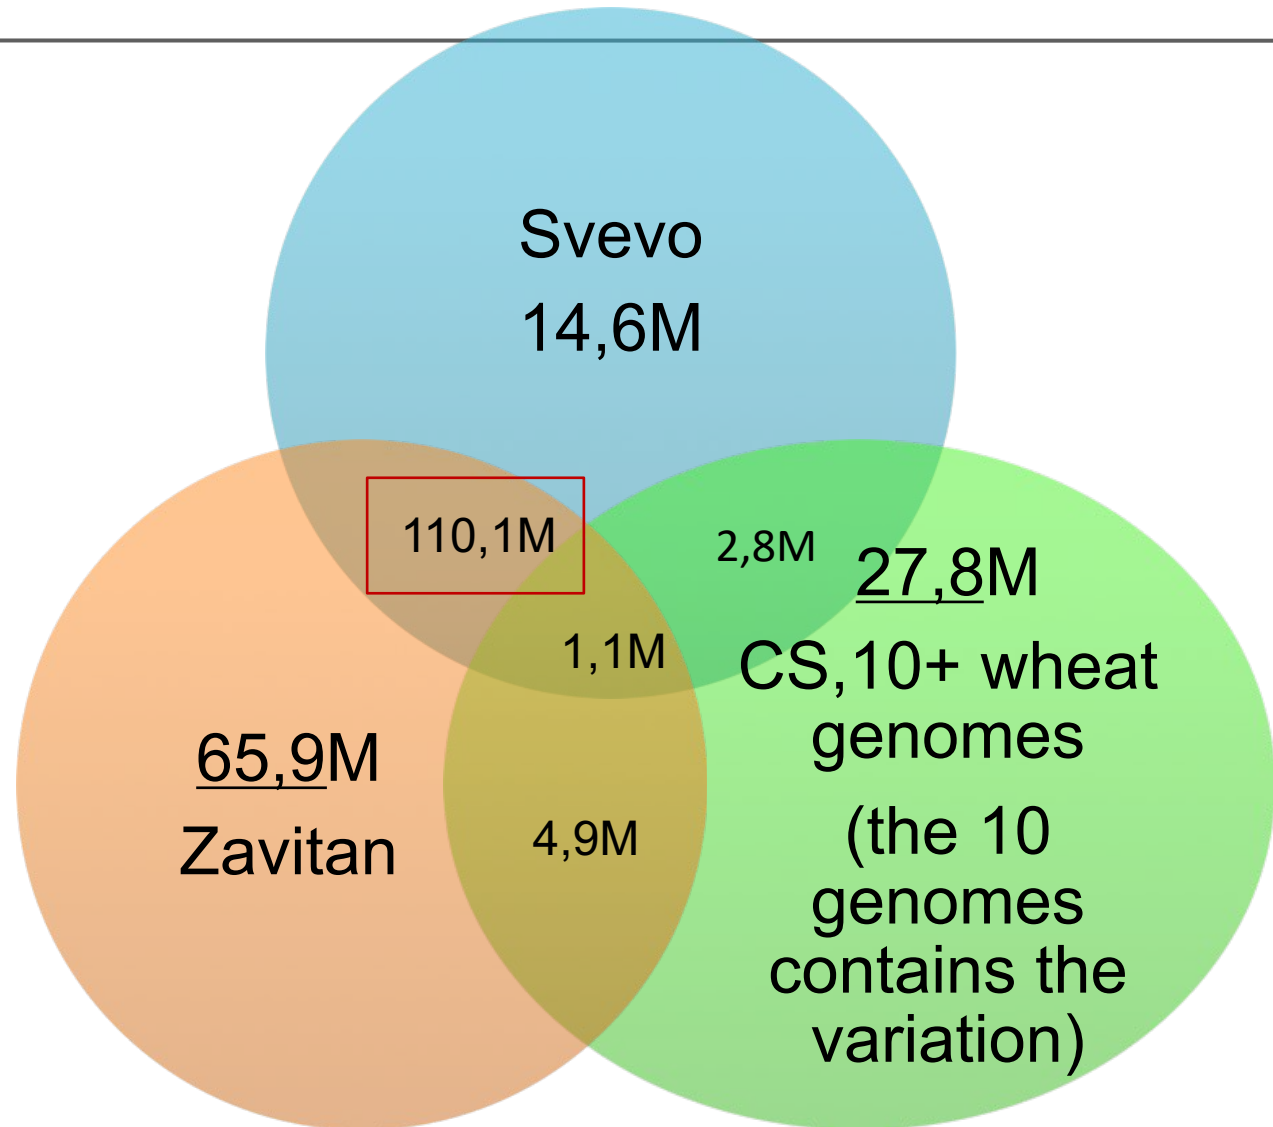 Svevo
14,6M
110,1M
2,8M
27,8M
1,1M
CS,10+ wheat
genomes
(the 10
genomes
contains the
variation)
65,9M
Zavitan
4,9M